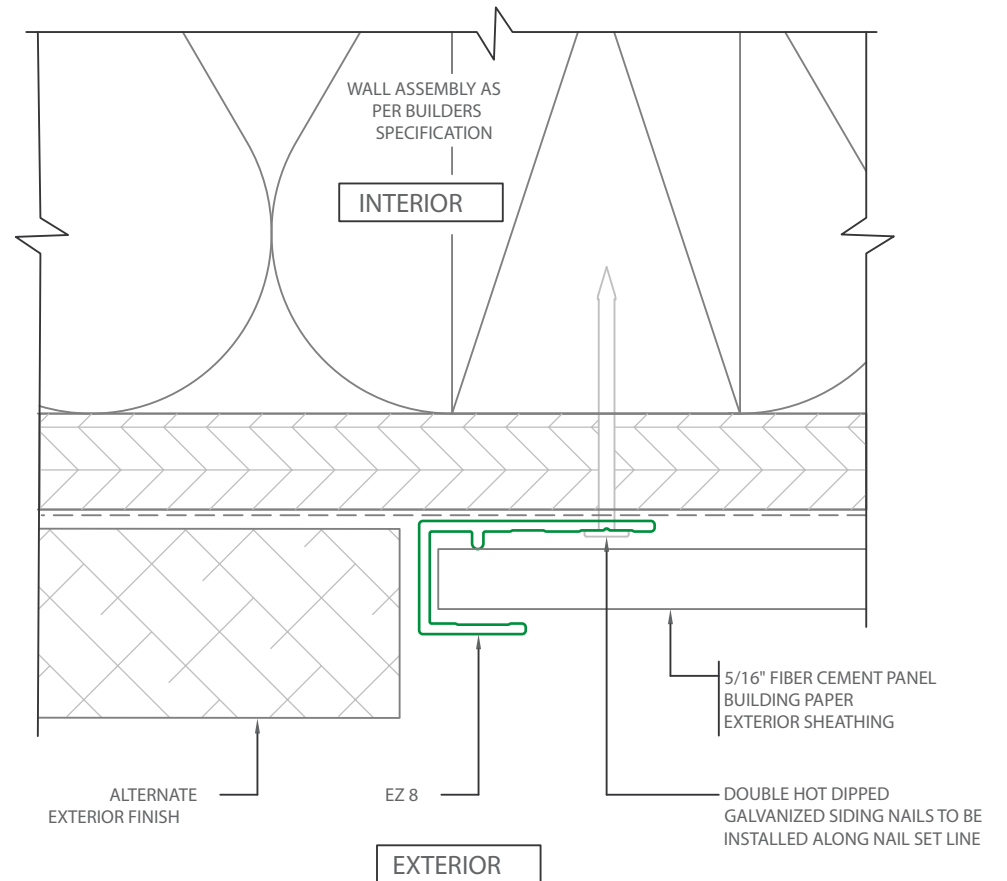 WALL ASSEMBLY AS
PER BUILDERS
SPECIFICATION
INTERIOR
5/16" FIBER CEMENT PANEL
BUILDING PAPER
EXTERIOR SHEATHING
ALTERNATE
EXTERIOR FINISH
EZ 8
DOUBLE HOT DIPPED
GALVANIZED SIDING NAILS TO BE
INSTALLED ALONG NAIL SET LINE
EXTERIOR